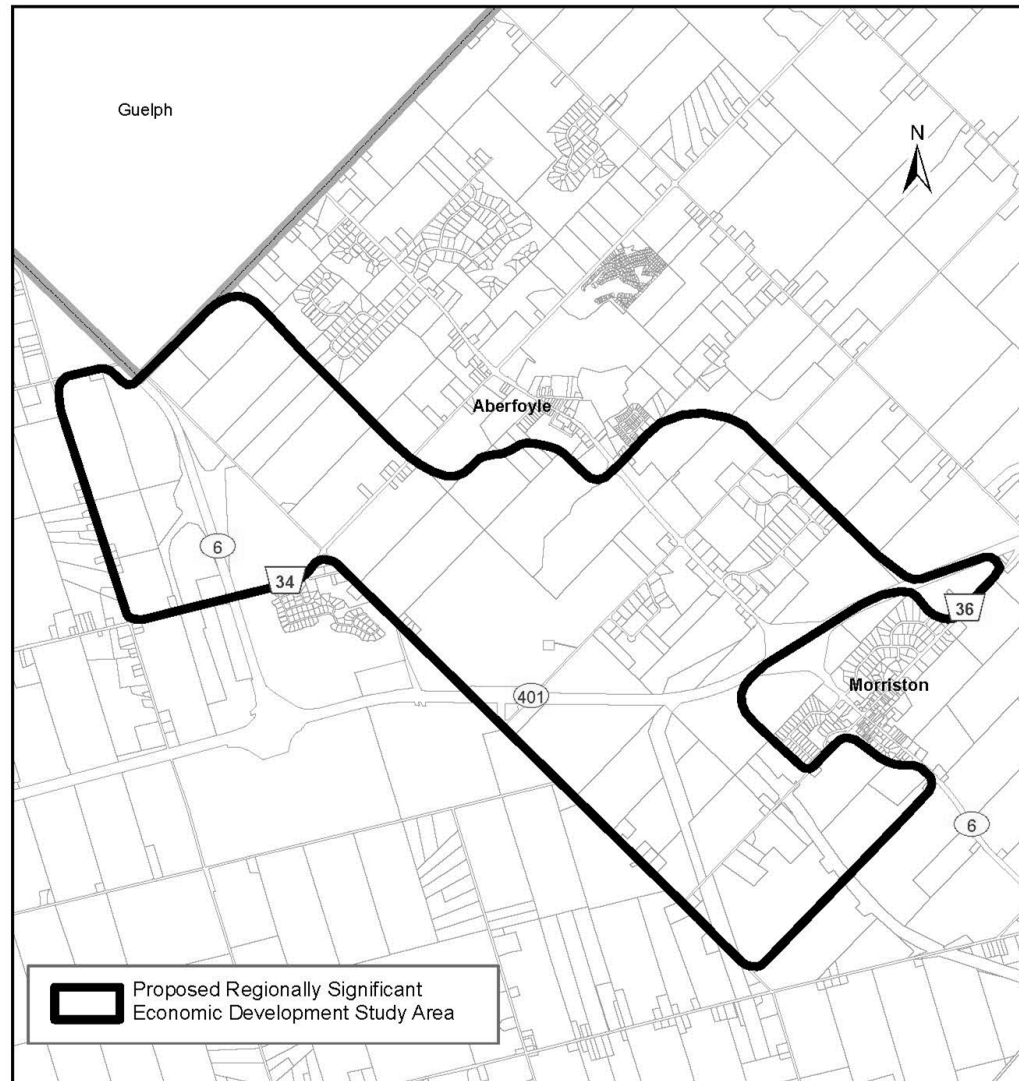 Guelph
N
Aberfoyle
6
34
36
Morriston
401
6
Proposed Regionally Significant
Economic Development Study Area